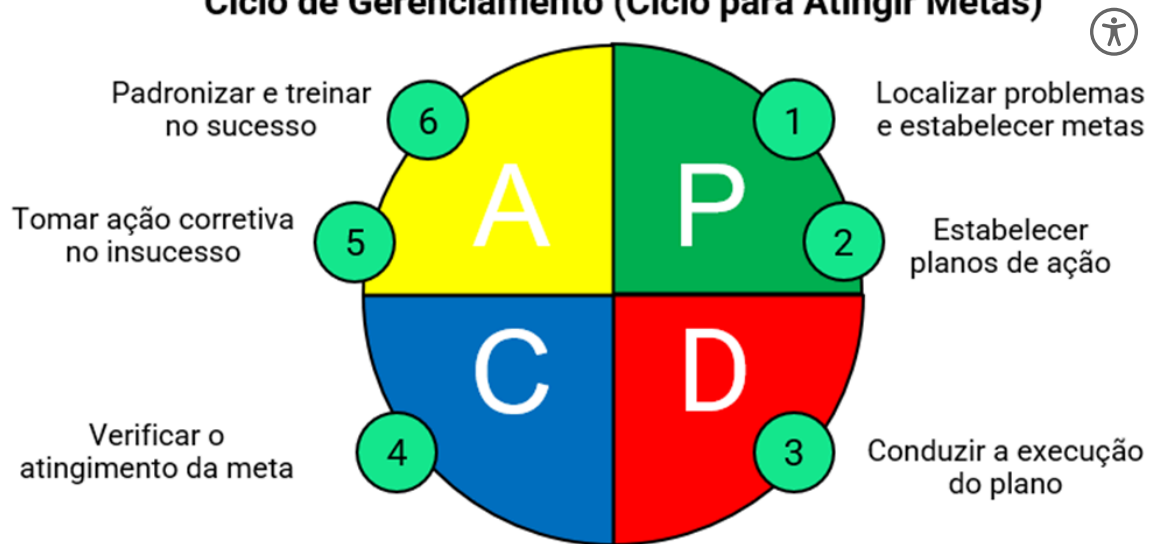 Ciclo de Gerenciamento (Ciclo para Atingir Metas)
Padronizar e treinar
no sucesso
6
1
Localizar problemas
e estabelecer metas
A
P
Tomar ação corretiva
no insucesso
5
2
Estabelecer
planos de ação
C
D
Verificar o
atingimento da meta
4
3
Conduzir a execução
do plano